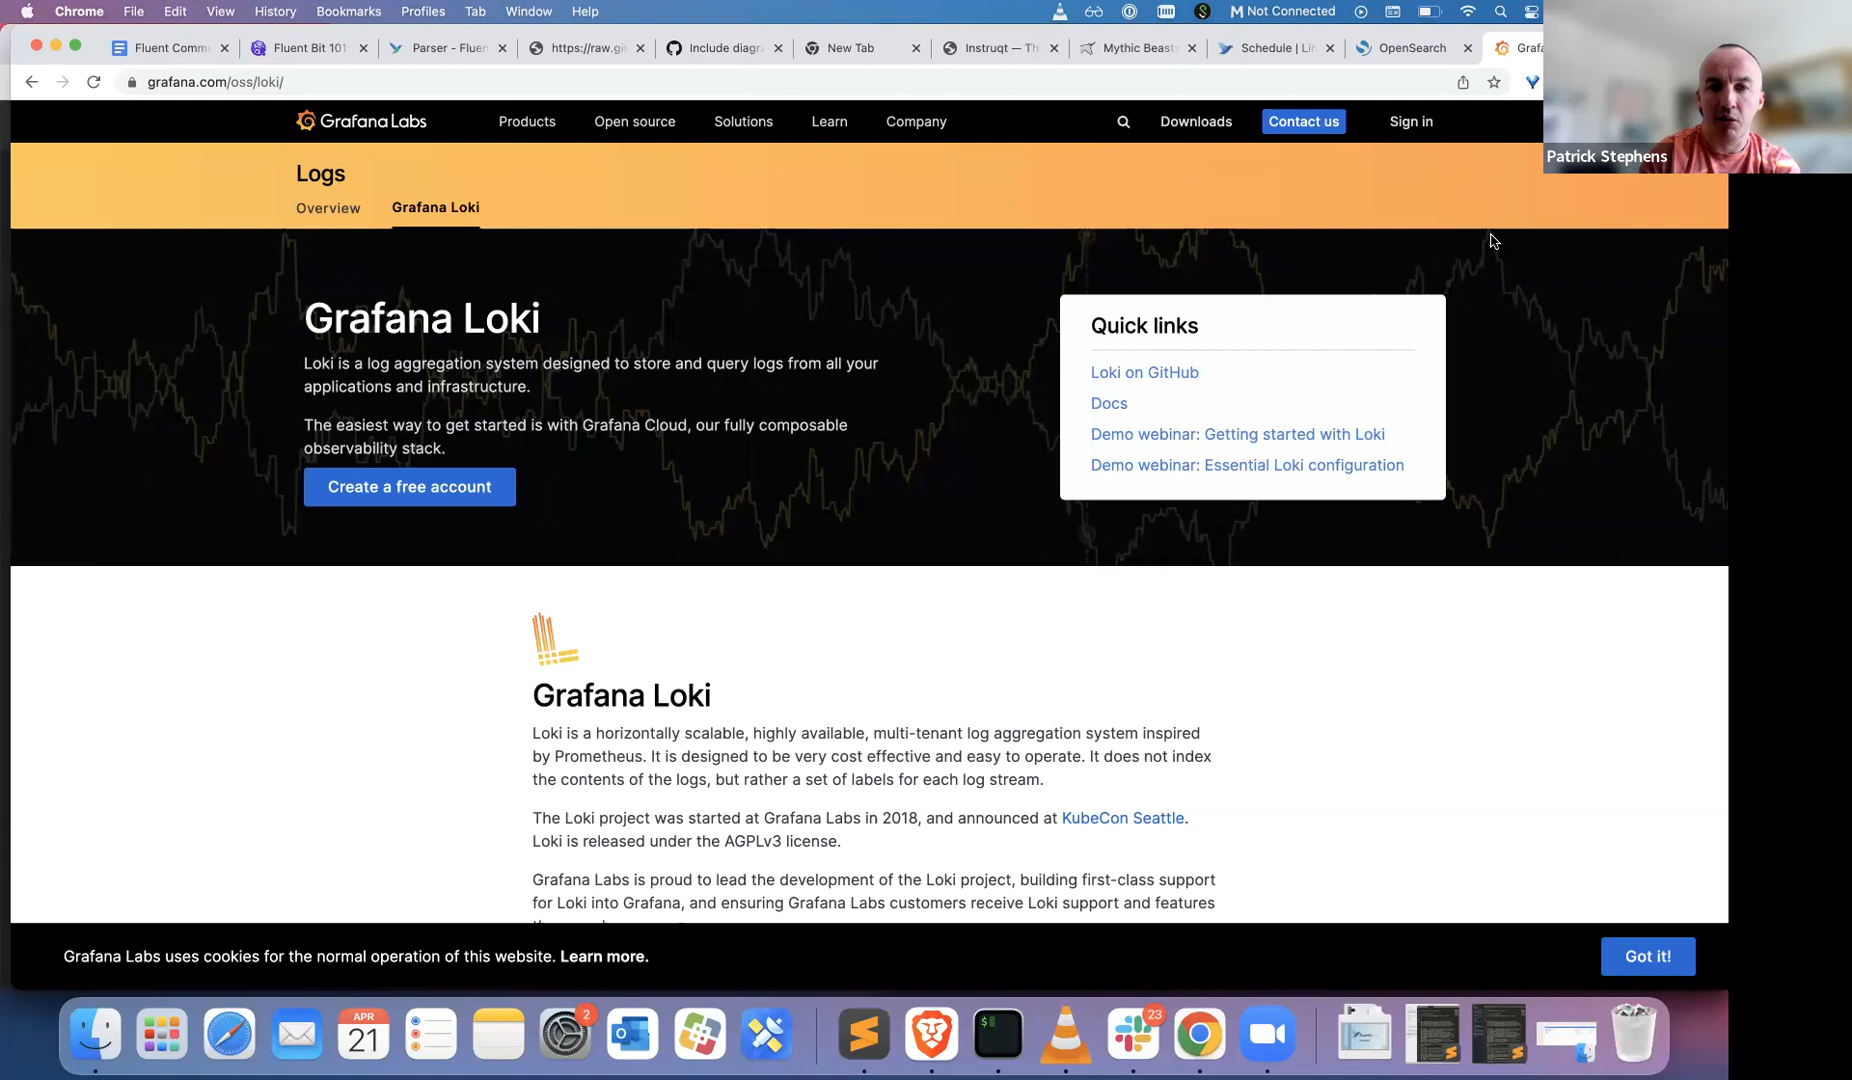 Chrome File Edit View History Bookmarks Profiles Tab Window Help
Not Connected
Fluent Comm
Fluent Bit 101
Parser - Fluen
https://raw.gi
Include diagra
New Tab
Instruqt — Th
Mythic Beasts
Schedule | Lin
OpenSearch
Grafa
grafana.com/oss/loki/
Patrick Stephens
Grafana Labs
Products
Open source
Solutions
Learn
Company
Downloads
Contact us
Sign in
Logs
Overview
Grafana Loki
Grafana Loki
Loki is a log aggregation system designed to store and query logs from all your
applications and infrastructure.
The easiest way to get started is with Grafana Cloud, our fully composable
observability stack.
Create a free account
Quick links
Loki on GitHub
Docs
Demo webinar: Getting started with Loki
Demo webinar: Essential Loki configuration
Grafana Loki
Loki is a horizontally scalable, highly available, multi-tenant log aggregation system inspired
by Prometheus. It is designed to be very cost effective and easy to operate. It does not index
the contents of the logs, but rather a set of labels for each log stream.
The Loki project was started at Grafana Labs in 2018, and announced at KubeCon Seattle.
Loki is released under the AGPLv3 license.
Grafana Labs is proud to lead the development of the Loki project, building first-class support
for Loki into Grafana, and ensuring Grafana Labs customers receive Loki support and features
Grafana Labs uses cookies for the normal operation of this website. Learn more.
Got it!
APR
21
2
23